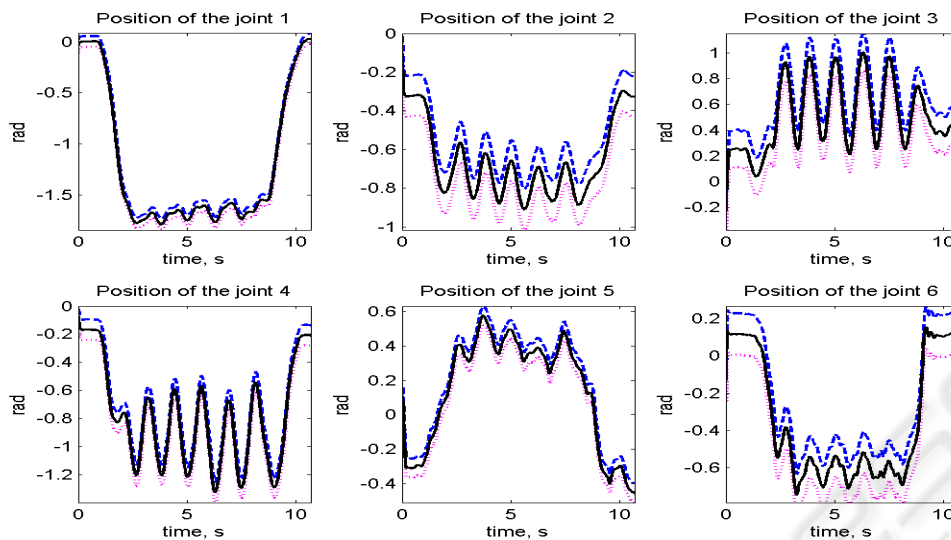 Position of the joint 1
0
-0.5
-1
-1.5
rad
0 5 10
time, s
Position of the joint 2
0
-0.2
-0.4
-0.6
-0.8
-1
rad
0 5 10
time, s
Position of the joint 3
1
0.8
0.6
0.4
0.2
0
-0.2
rad
0 5 10
time, s
Position of the joint 4
0
-0.2
-0.4
-0.6
-0.8
-1
-1.2
rad
0 5 10
time, s
Position of the joint 5
0.6
0.4
0.2
0
-0.2
-0.4
rad
0 5 10
time, s
Position of the joint 6
0.2
0
-0.2
-0.4
-0.6
rad
0 5 10
time, s